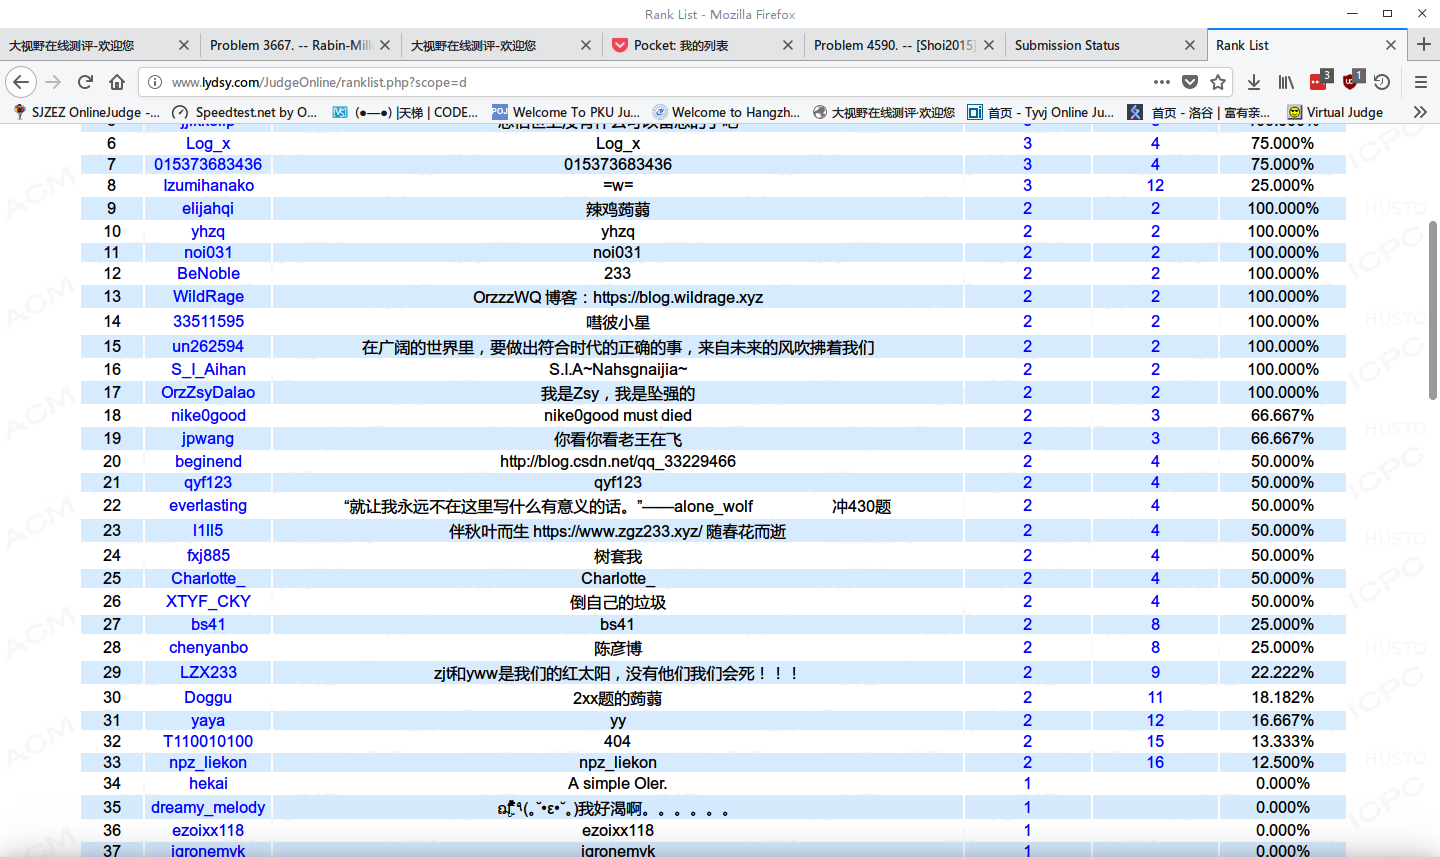 Rank List - Mozilla Firefox
大视野在线测评-欢迎您 Problem 3667. -- Rabin-Mill 大视野在线测评-欢迎您 Pocket: 我的列表 Problem 4590. -- [Shoi2015] Submission Status Rank List
www.lydsy.com/JudgeOnline/ranklist.php?scope=d 3 1
SJZEZ OnlineJudge -... Speedtest.net by O... (●—●) |天梯 | CODE... Welcome To PKU Ju... Welcome to Hangzh... 大视野在线测评-欢迎您 首页 - Tyvj Online Ju... 首页 - 洛谷 | 富有亲... Virtual Judge
6 Log_x Log_x 3 4 75.000%
7 015373683436 015373683436 3 4 75.000%
8 Izumihanako =w= 3 12 25.000%
9 elijahqi 辣鸡蒟蒻 2 2 100.000%
10 yhzq yhzq 2 2 100.000%
11 noi031 noi031 2 2 100.000%
12 BeNoble 233 2 2 100.000%
13 WildRage OrzzzWQ 博客：https://blog.wildrage.xyz 2 2 100.000%
14 33511595 嘒彼小星 2 2 100.000%
15 un262594 在广阔的世界里，要做出符合时代的正确的事，来自未来的风吹拂着我们 2 2 100.000%
16 S_I_Aihan S.I.A~Nahsgnaijia~ 2 2 100.000%
17 OrzZsyDalao 我是Zsy，我是坠强的 2 2 100.000%
18 nike0good nike0good must died 2 3 66.667%
19 jpwang 你看你看老王在飞 2 3 66.667%
20 beginend http://blog.csdn.net/qq_33229466 2 4 50.000%
21 qyf123 qyf123 2 4 50.000%
22 everlasting “就让我永远不在这里写什么有意义的话。”——alone_wolf 冲430题 2 4 50.000%
23 l1ll5 伴秋叶而生 https://www.zgz233.xyz/ 随春花而逝 2 4 50.000%
24 fxj885 树套我 2 4 50.000%
25 Charlotte_ Charlotte_ 2 4 50.000%
26 XTYF_CKY 倒自己的垃圾 2 4 50.000%
27 bs41 bs41 2 8 25.000%
28 chenyanbo 陈彦博 2 8 25.000%
29 LZX233 zjt和yww是我们的红太阳，没有他们我们会死！！！ 2 9 22.222%
30 Doggu 2xx题的蒟蒻 2 11 18.182%
31 yaya yy 2 12 16.667%
32 T110010100 404 2 15 13.333%
33 npz_liekon npz_liekon 2 16 12.500%
34 hekai A simple OIer. 1 0.000%
35 dreamy_melody (｡˘•ε•˘｡)我好渴啊。。。。。。 1 0.000%
36 ezoixx118 ezoixx118 1 0.000%
37 1 0.000%